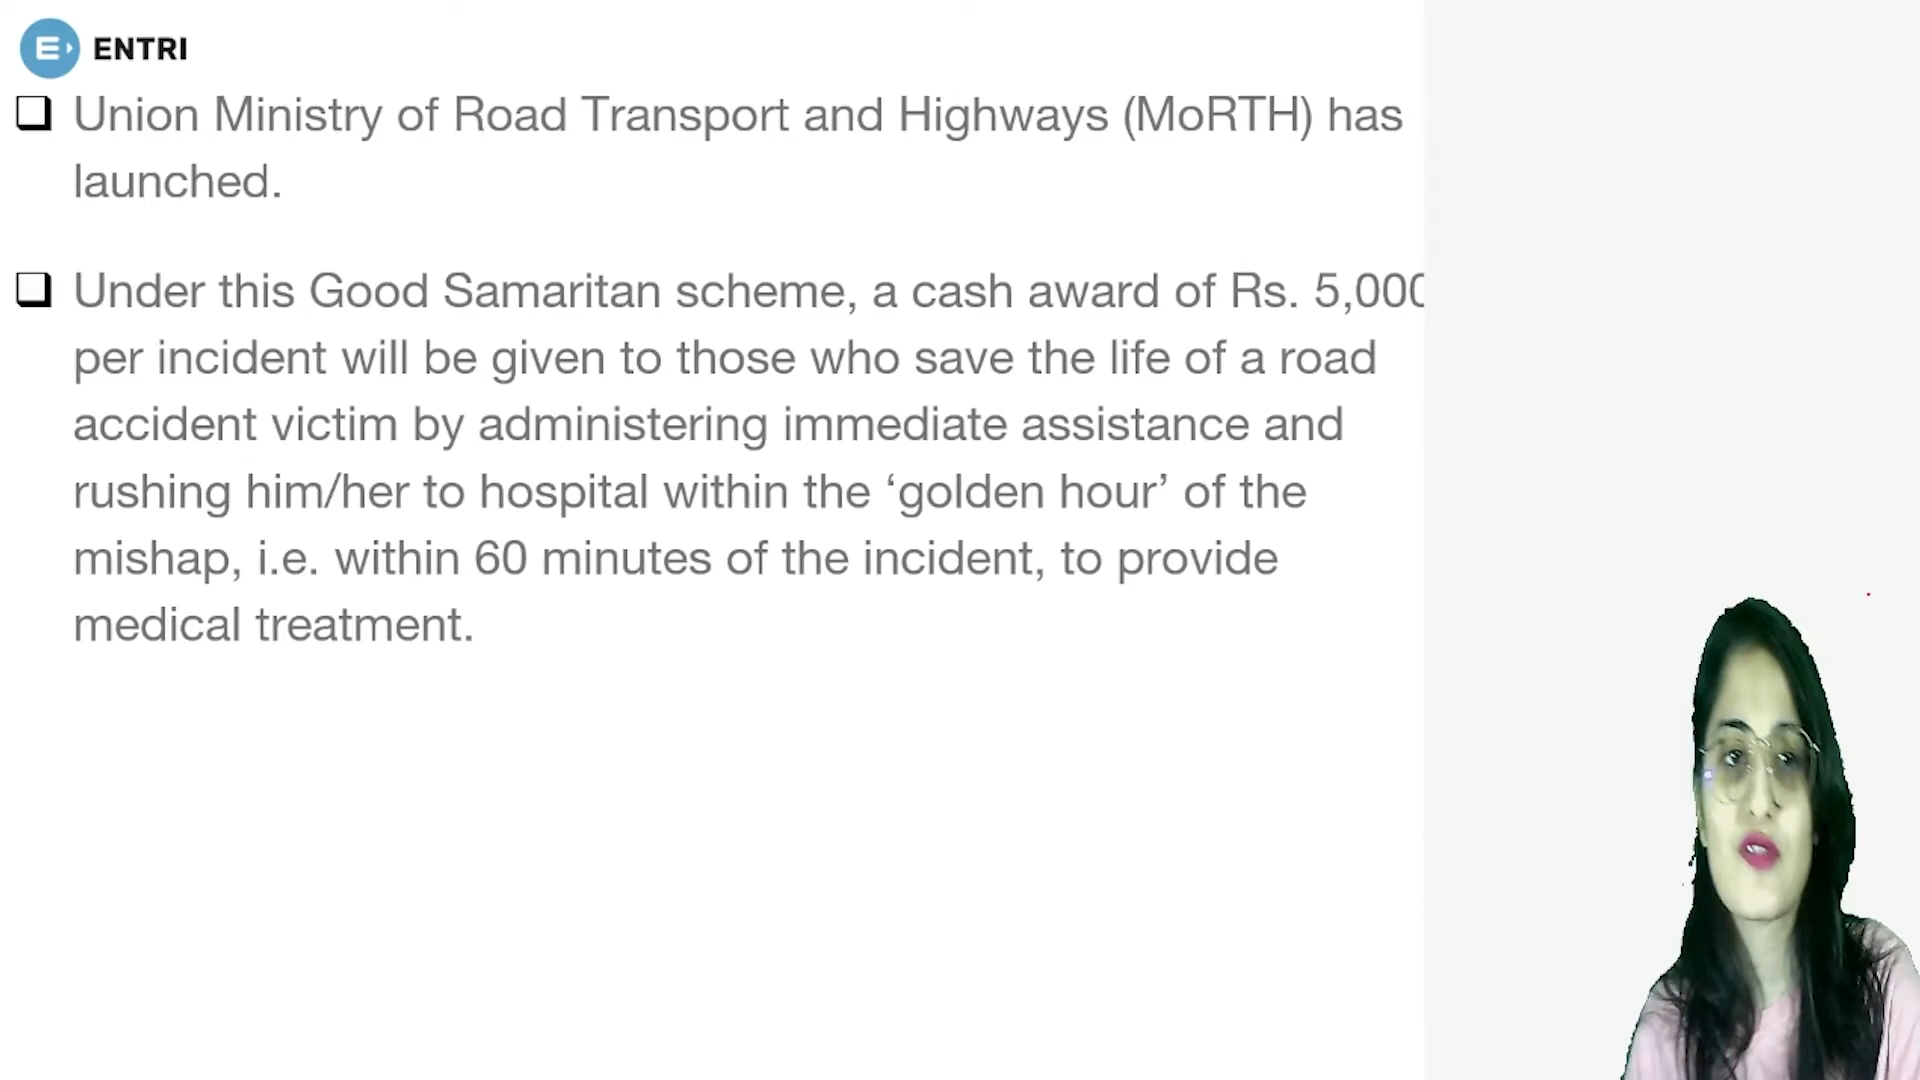 ENTRI
Union Ministry of Road Transport and Highways (MoRTH) has
launched.
Under this Good Samaritan scheme, a cash award of Rs. 5,000
per incident will be given to those who save the life of a road
accident victim by administering immediate assistance and
rushing him/her to hospital within the ‘golden hour’ of the
mishap, i.e. within 60 minutes of the incident, to provide
medical treatment.